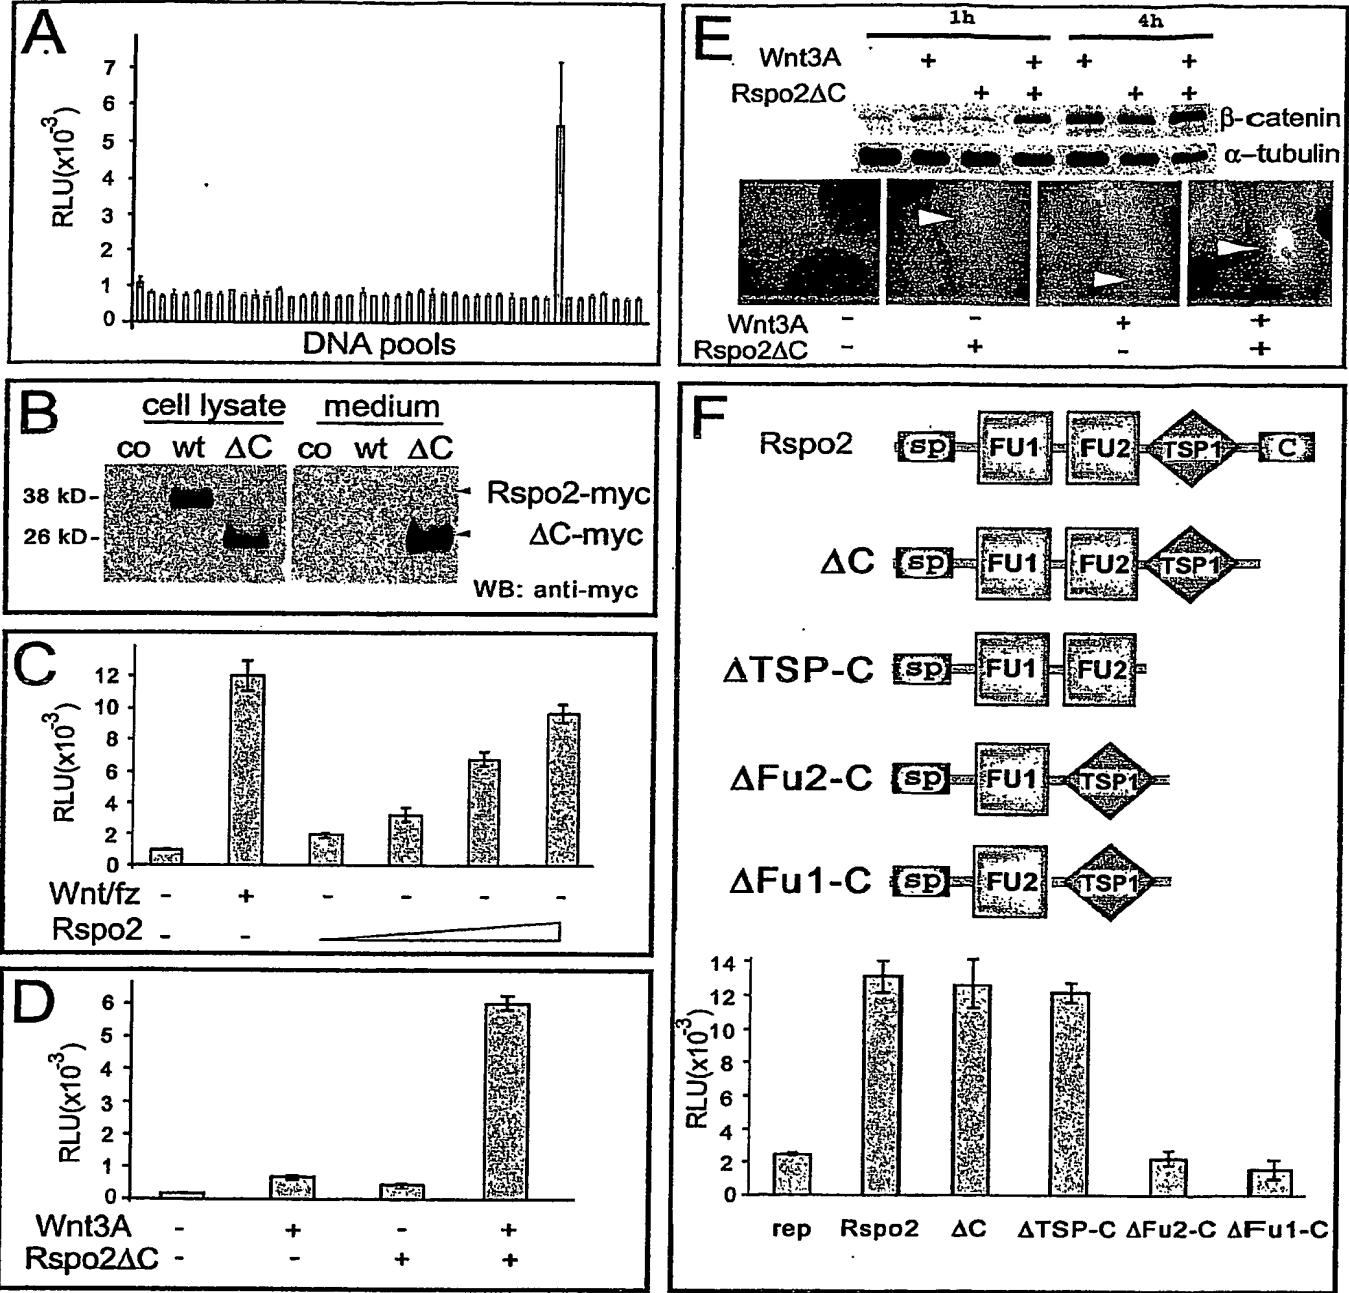 A
RLU(x10-3)
7
6
5
4
3
2
1
0
DNA pools
B
cell lysate medium
co wt ΔC co wt ΔC
38 kD-
26 kD-
Rspo2-myc
ΔC-myc
WB: anti-myc
C
RLU(x10-3)
12
10
8
6
4
2
0
Wnt/fz - + - - - -
Rspo2 - -
D
RLU(x10-3)
6
5
4
3
2
1
0
Wnt3A - + - +
Rspo2ΔC - - + +
E
1h 4h
Wnt3A + + + +
Rspo2ΔC + + + +
β-catenin
α-tubulin
Wnt3A - - + +
Rspo2ΔC - + - +
F
Rspo2 sp FU1 FU2 TSP1 C
ΔC sp FU1 FU2 TSP1
ΔTSP-C sp FU1 FU2
ΔFu2-C sp FU1 TSP1
ΔFu1-C sp FU2 TSP1
RLU(x10-3)
14
12
10
8
6
4
2
0
rep Rspo2 ΔC ΔTSP-C ΔFu2-C ΔFu1-C